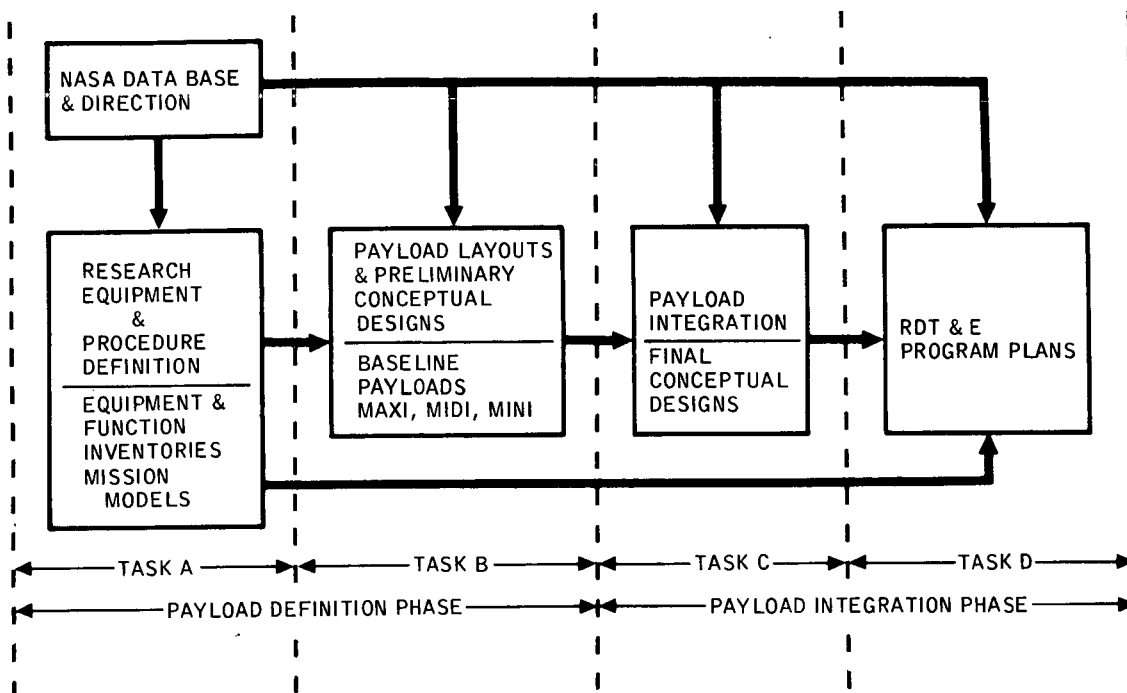 NASA DATA BASE
& DIRECTION
RESEARCH
EQUIPMENT
&
PROCEDURE
DEFINITION
EQUIPMENT &
FUNCTION
INVENTORIES
MISSION
MODELS
PAYLOAD LAYOUTS
& PRELIMINARY
CONCEPTUAL
DESIGNS
BASELINE
PAYLOADS
MAXI, MIDI, MINI
PAYLOAD
INTEGRATION
FINAL
CONCEPTUAL
DESIGNS
RDT & E
PROGRAM PLANS
TASK A
TASK B
TASK C
TASK D
PAYLOAD DEFINITION PHASE
PAYLOAD INTEGRATION PHASE